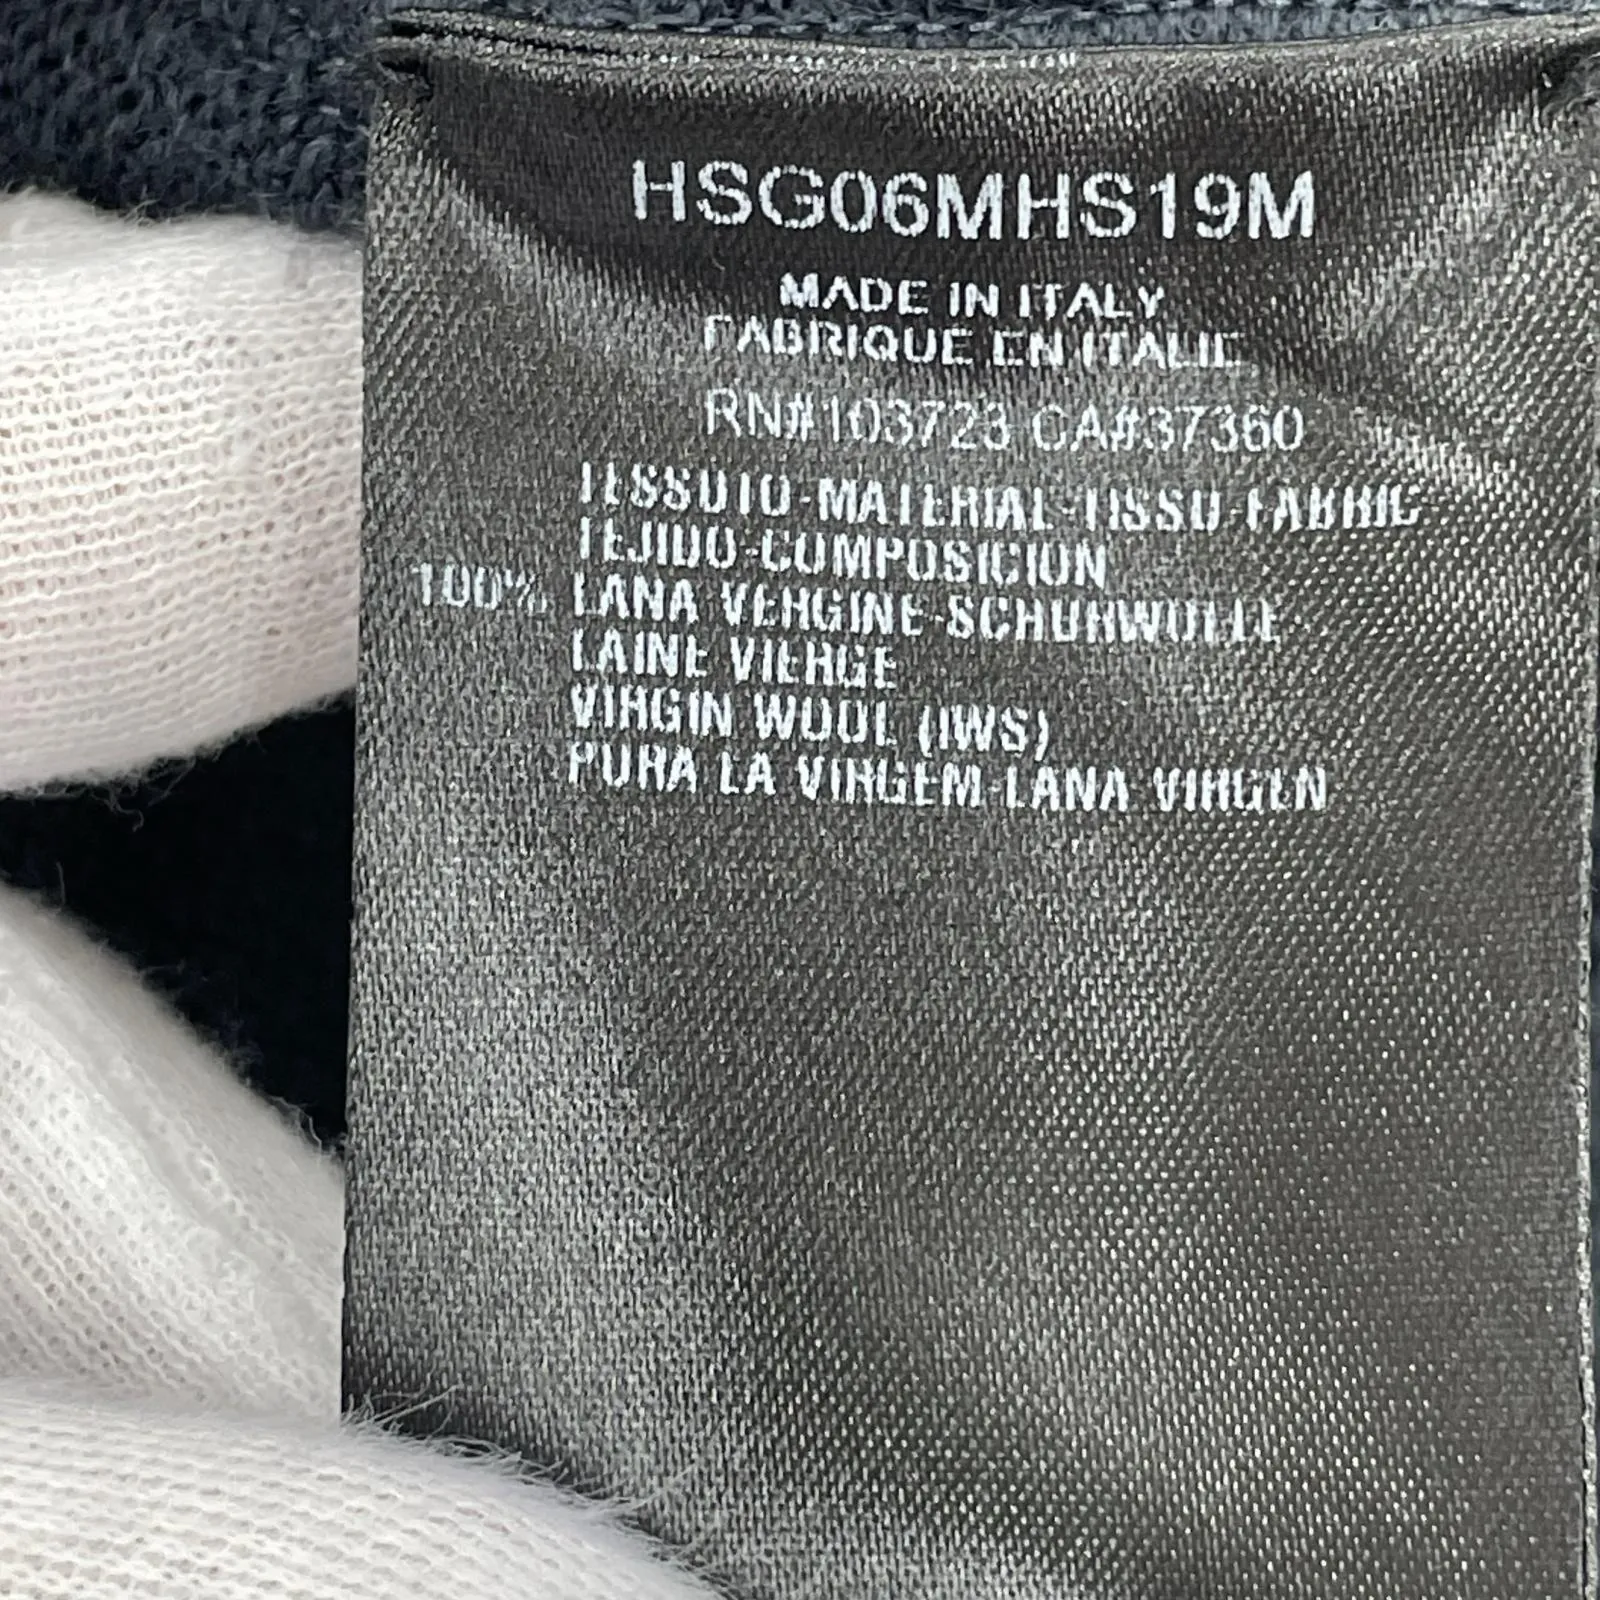 HSG06MHS19M
MADE IN ITALY
FABRIQUE EN ITALIE
RN#103723 CA#37360
TESSUTO-MATERIAL-TISSU-FABRIC
TEJIDO-COMPOSICION
100% LANA VERGINE-SCHURWOLLE
LAINE VIERGE
VIRGIN WOOL (IWS)
PURA LA VIRGEM-LANA VIRGEN